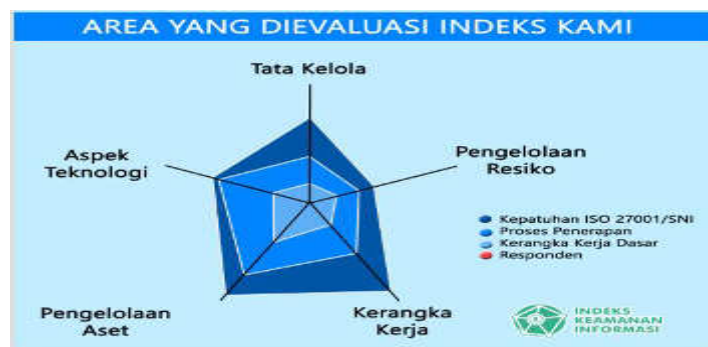 AREA YANG DIEVALUASI INDEKS KAMI
Tata Kelola
Aspek
Teknologi
Pengelolaan
Resiko
Kepatuhan ISO 27001/SNI
Proses Penerapan
Kerangka Kerja Dasar
Responden
Pengelolaan
Aset
Kerangka
Kerja
INDEKS
KEAMANAN
INFORMASI